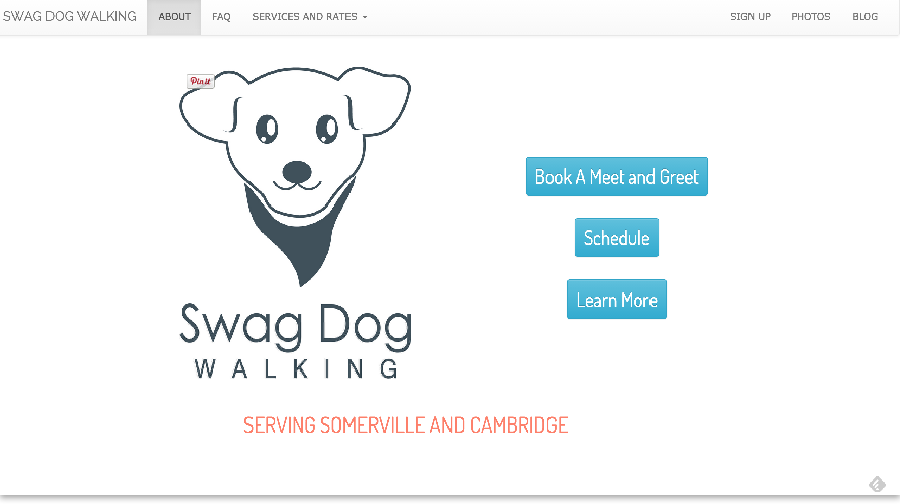 SWAG DOG WALKING ABOUT FAQ SERVICES AND RATES SIGN UP PHOTOS BLOG
Pin it
Book A Meet and Greet
Schedule
Learn More
Swag Dog
WALKING
SERVING SOMERVILLE AND CAMBRIDGE